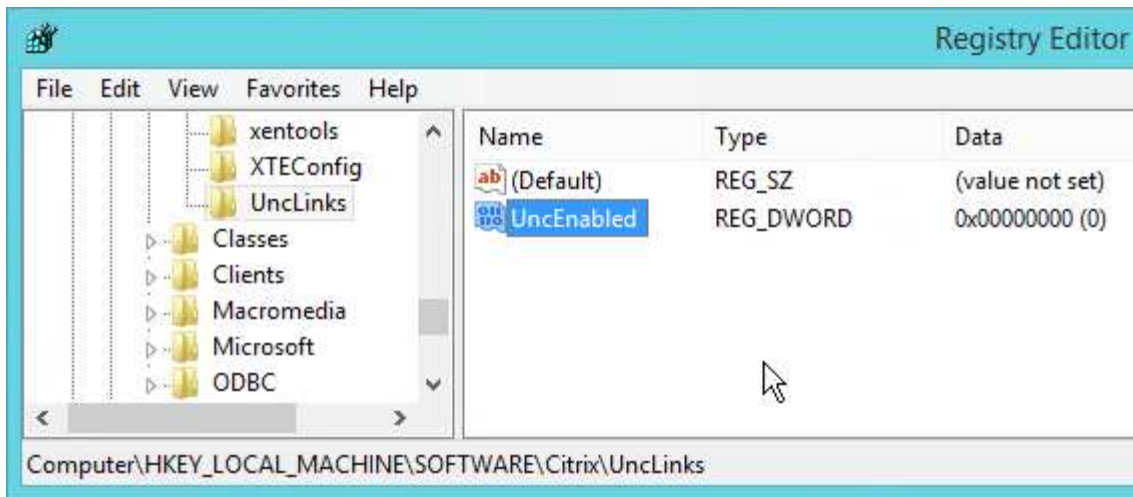 Registry Editor
File Edit View Favorites Help
xentools
XTEConfig
UncLinks
Classes
Clients
Macromedia
Microsoft
ODBC
Name Type Data
ab (Default) REG_SZ (value not set)
UncEnabled REG_DWORD 0x00000000 (0)
Computer\HKEY_LOCAL_MACHINE\SOFTWARE\Citrix\UncLinks